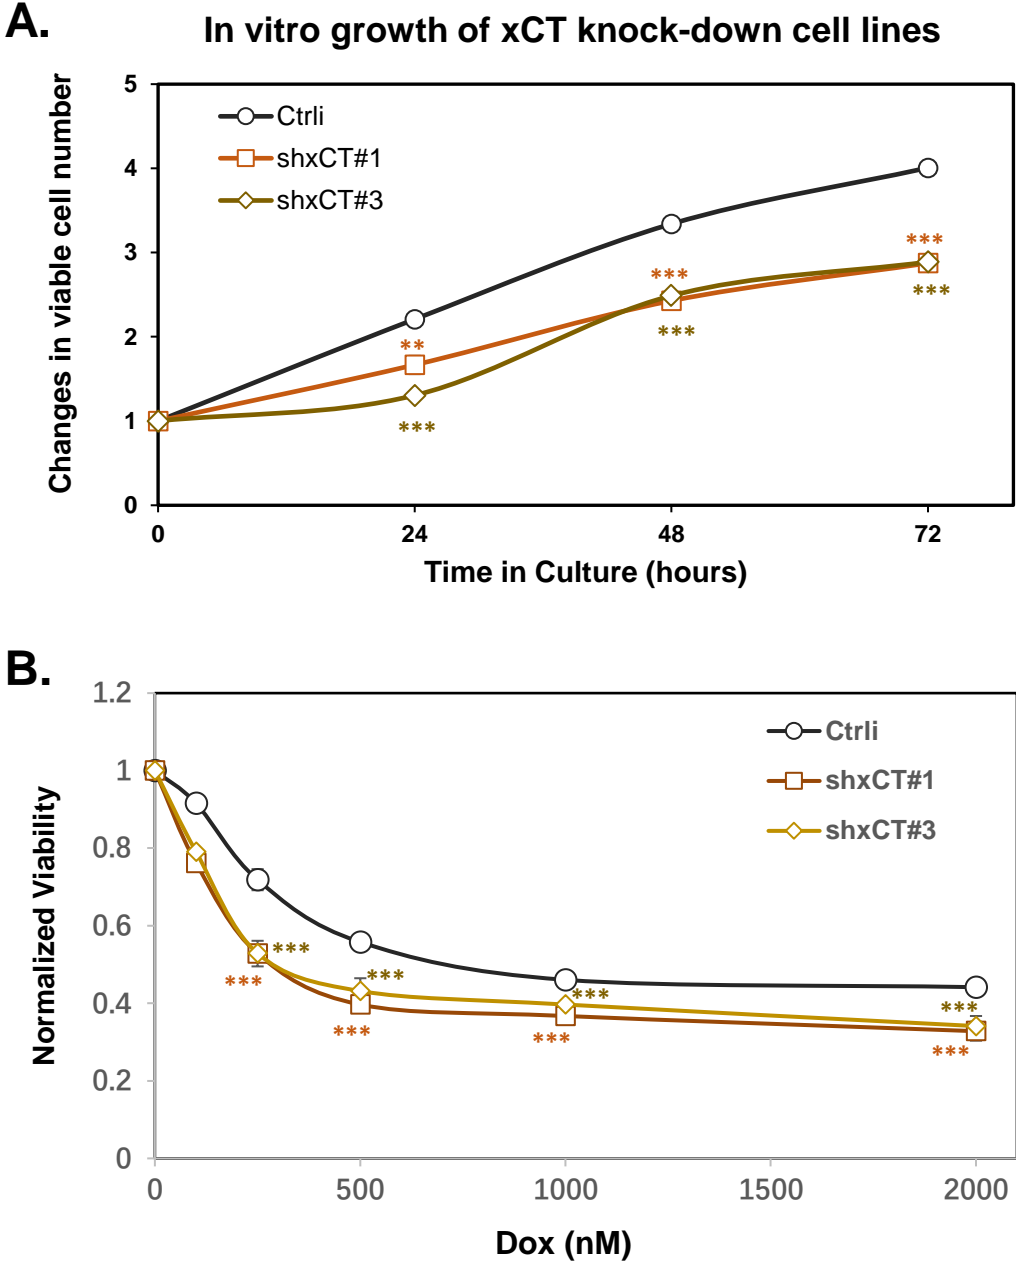 A.
In vitro growth of xCT knock-down cell lines
Changes in viable cell number
5
4
3
2
1
0
Ctrli
shxCT#1
shxCT#3
**
***
***
***
***
***
0 24 48 72
Time in Culture (hours)
B.
Normalized Viability
1.2
1
0.8
0.6
0.4
0.2
0
Ctrli
shxCT#1
shxCT#3
***
***
***
***
***
***
***
***
0 500 1000 1500 2000
Dox (nM)